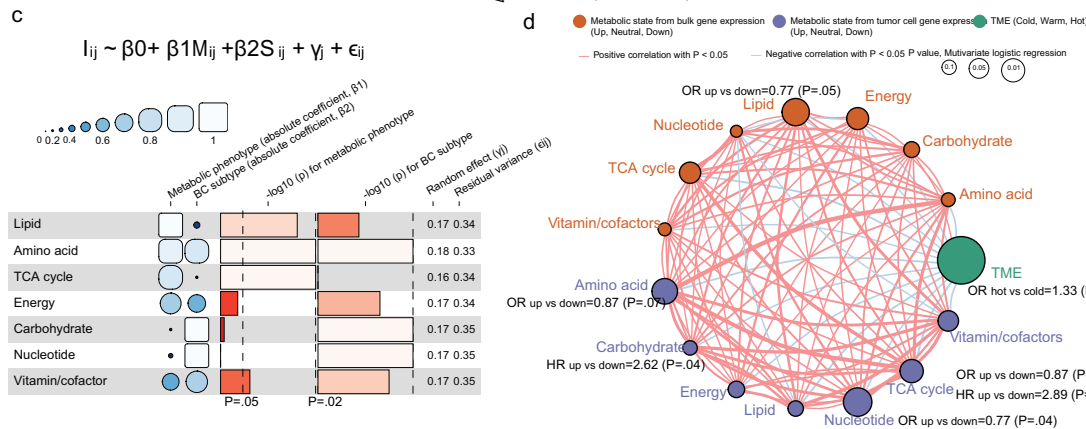 c
I ij ~ β0+ β1M ij +β2S ij + γj + ϵij
0 0.2 0.4 0.6 0.8 1
Metabolic phenotype (absolute coefficient, β1)
BC subtype (absolute coefficient, β2)
-log10 (p) for metabolic phenotype
-log10 (p) for BC subtype
Random effect (γj)
Residual variance (ϵij)
Lipid 0.17 0.34
Amino acid 0.18 0.33
TCA cycle 0.16 0.34
Energy 0.17 0.34
Carbohydrate 0.17 0.35
Nucleotide 0.17 0.35
Vitamin/cofactor 0.17 0.35
P=.05 P=.02
d
Metabolic state from bulk gene expression
(Up, Neutral, Down)
Metabolic state from tumor cell gene expression
(Up, Neutral, Down)
TME (Cold, Warm, Hot)
Positive correlation with P < 0.05
Negative correlation with P < 0.05
P value, Mutivariate logistic regression
0.1 0.05 0.01
OR up vs down=0.77 (P=.05)
Lipid
Energy
Nucleotide
Carbohydrate
TCA cycle
Amino acid
Vitamin/cofactors
TME
OR hot vs cold=1.33
Amino acid
OR up vs down=0.87 (P=.07)
Vitamin/cofactors
Carbohydrate
HR up vs down=2.62 (P=.04)
TCA cycle
OR up vs down=0.87 (P
HR up vs down=2.89 (P=
Energy
Lipid
Nucleotide
OR up vs down=0.77 (P=.04)